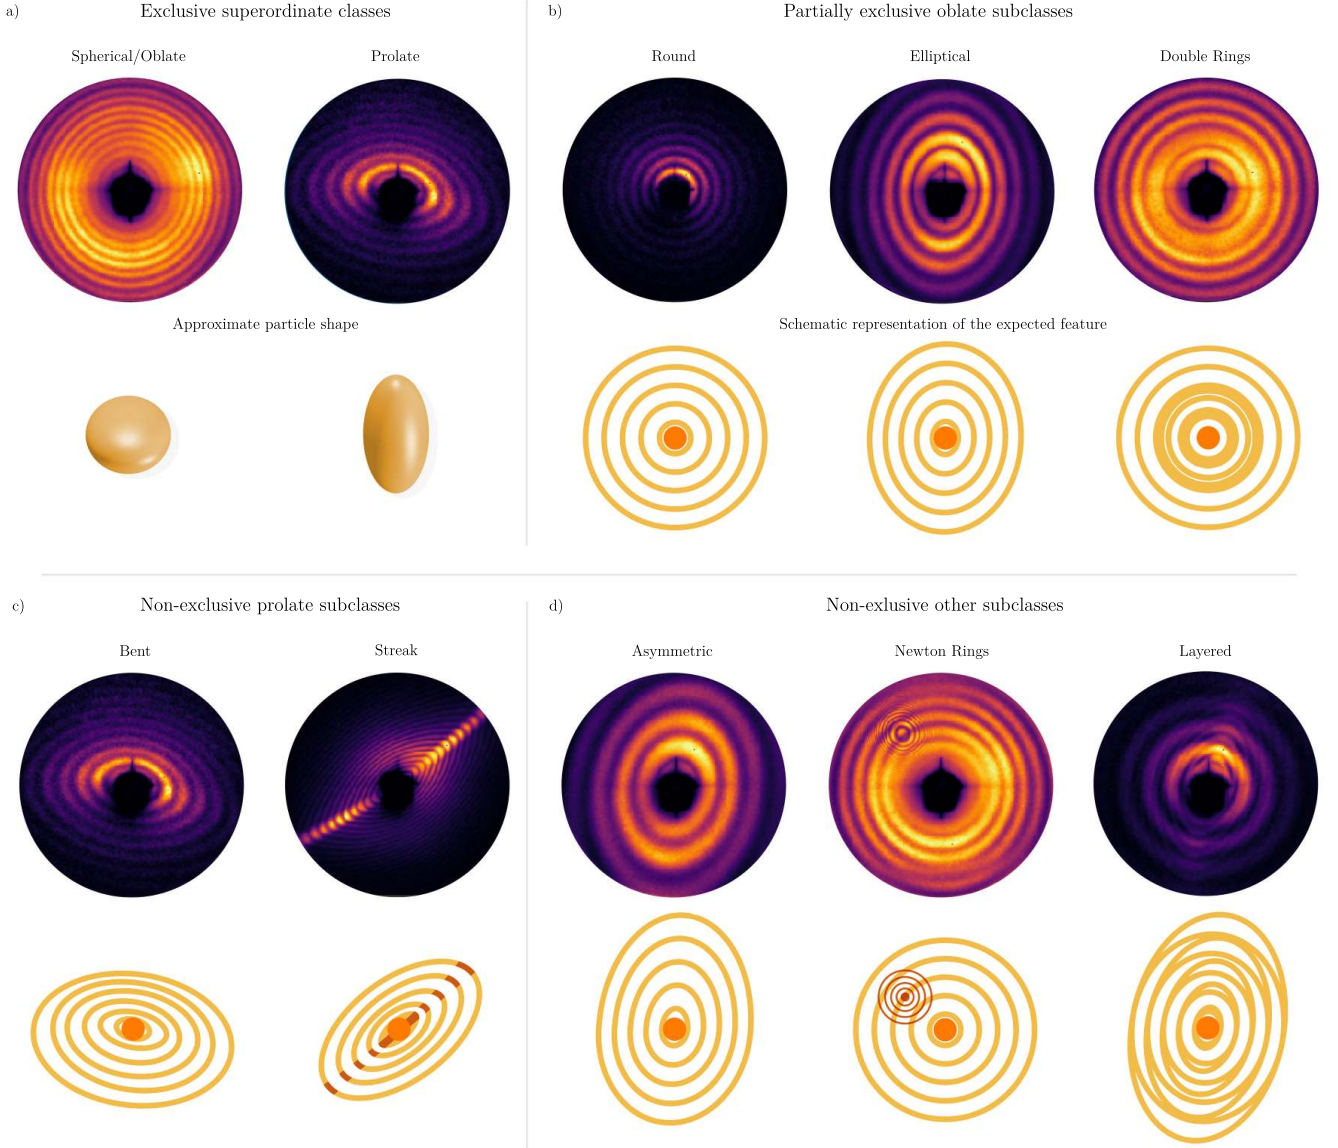 a)
Exclusive superordinate classes
Spherical/Oblate
Prolate
Approximate particle shape
b)
Partially exclusive oblate subclasses
Round
Elliptical
Double Rings
Schematic representation of the expected feature
c)
Non-exclusive prolate subclasses
Bent
Streak
d)
Non-exlusive other subclasses
Asymmetric
Newton Rings
Layered